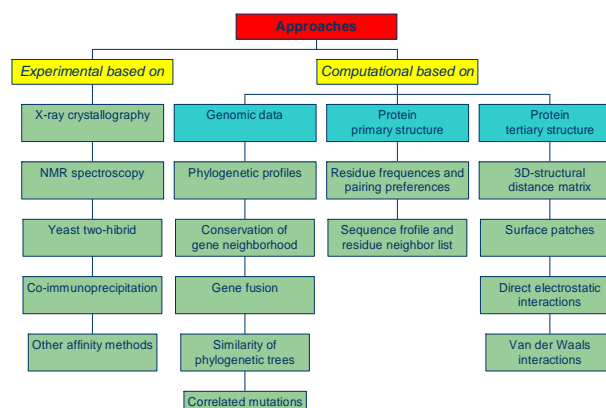 Approaches
Experimental based on
Computational based on
X-ray crystallography
Genomic data
Protein
primary structure
Protein
tertiary structure
NMR spectroscopy
Phylogenetic profiles
Residue frequences and
pairing preferences
3D-structural
distance matrix
Yeast two-hibrid
Conservation of
gene neighborhood
Sequence frofile and
residue neighbor list
Surface patches
Co-immunoprecipitation
Gene fusion
Direct electrostatic
interactions
Other affinity methods
Similarity of
phylogenetic trees
Van der Waals
interactions
Correlated mutations